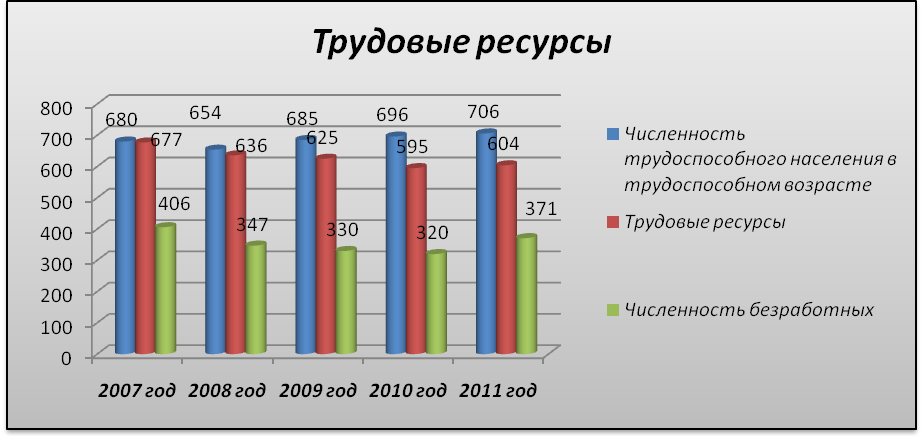 Трудовые ресурсы
800
700
600
500
400
300
200
100
0
680
677
406
654
636
347
685
625
330
696
595
320
706
604
371
2007 год
2008 год
2009 год
2010 год
2011 год
Численность
трудоспособного населения в
трудоспособном возрасте
Трудовые ресурсы
Численность безработных